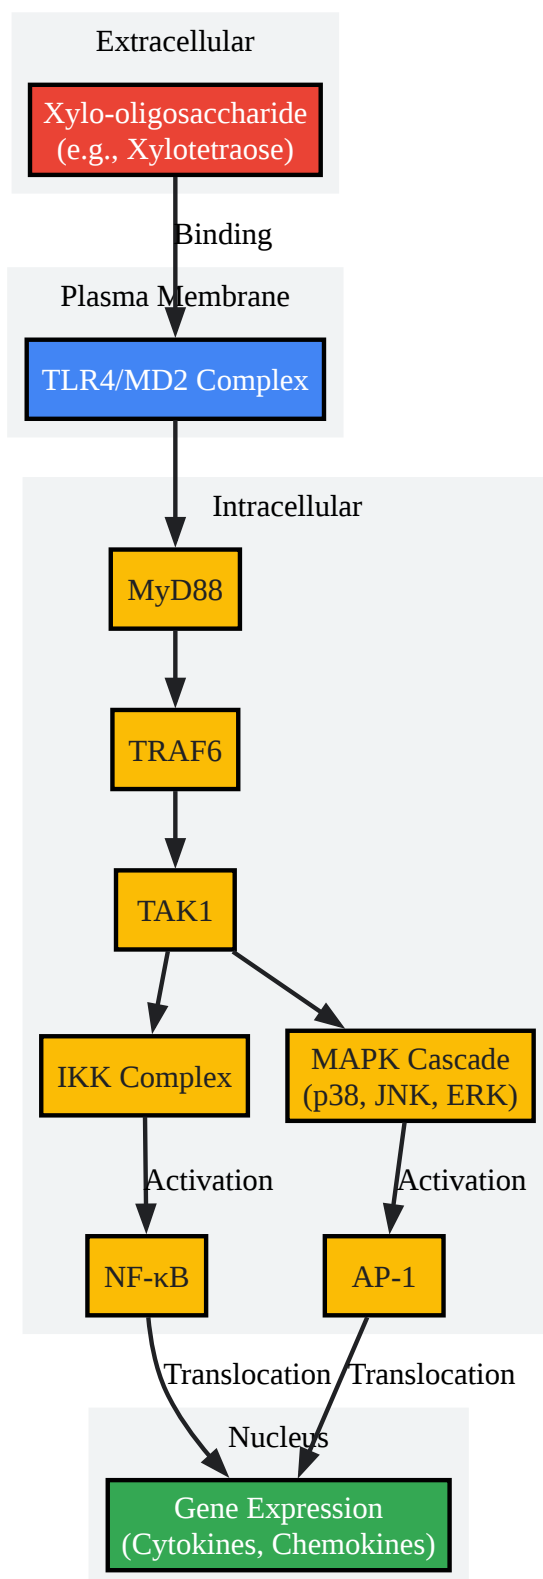 Extracellular
Xylo-oligosaccharide
(e.g., Xylotetraose)
Binding
Plasma Membrane
TLR4/MD2 Complex
Intracellular
MyD88
TRAF6
TAK1
IKK Complex
MAPK Cascade
(p38, JNK, ERK)
Activation
Activation
NF-κB
AP-1
Translocation
Translocation
Nucleus
Gene Expression
(Cytokines, Chemokines)